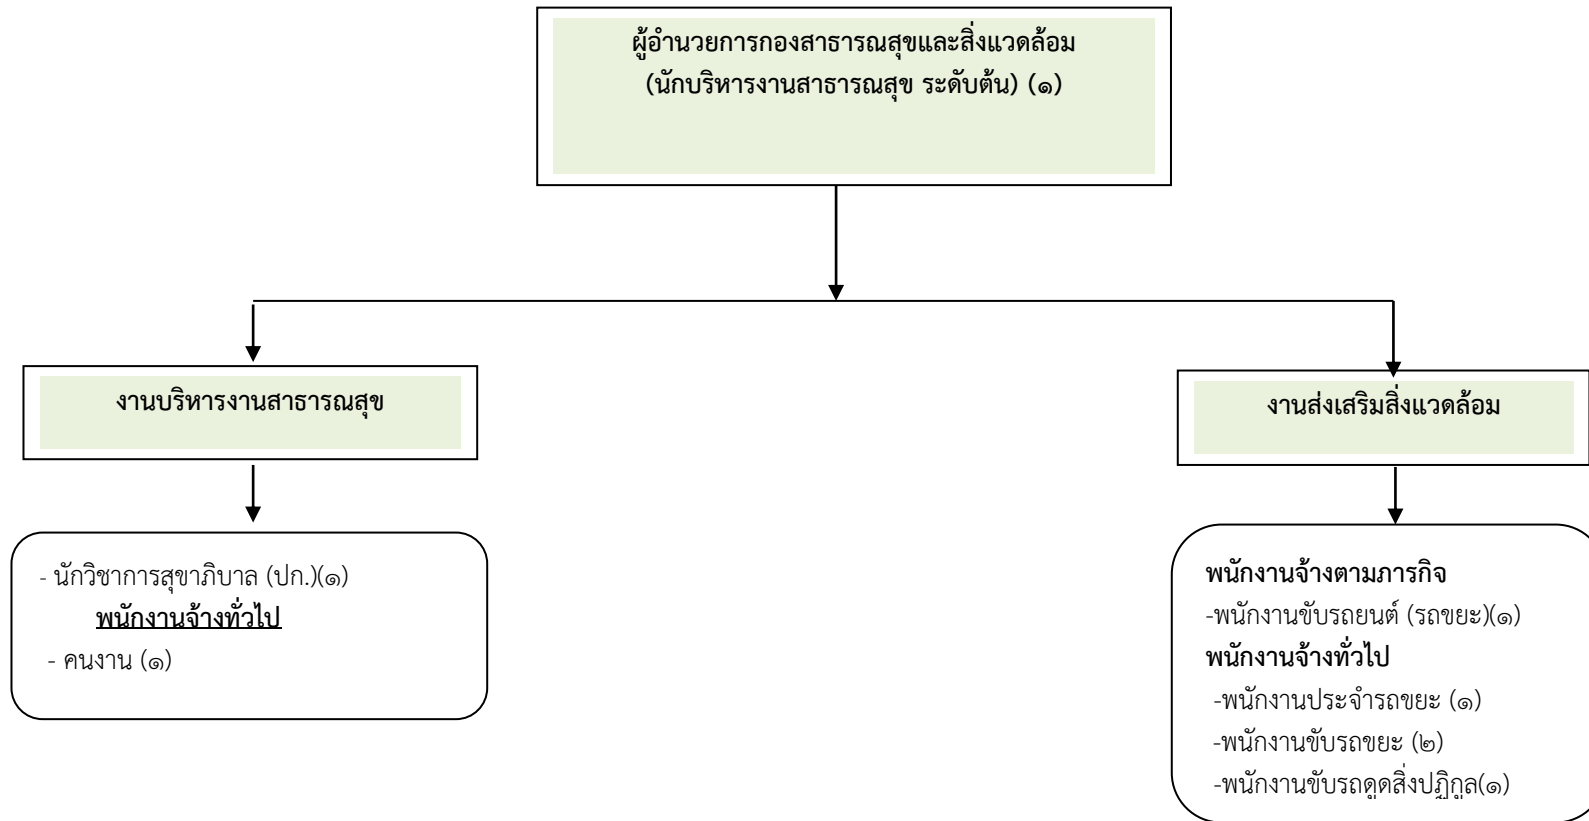 ผู้อำนวยการกองสาธารณสุขและสิ่งแวดล้อม
(นักบริหารงานสาธารณสุข ระดับต้น) (๑)
งานบริหารงานสาธารณสุข
- นักวิชาการสุขาภิบาล (ปก.)(๑)
พนักงานจ้างทั่วไป
- คนงาน (๑)
งานส่งเสริมสิ่งแวดล้อม
พนักงานจ้างตามภารกิจ
-พนักงานขับรถยนต์ (รถขยะ)(๑)
พนักงานจ้างทั่วไป
-พนักงานประจำรถขยะ (๑)
-พนักงานขับรถขยะ (๒)
-พนักงานขับรถดูดสิ่งปฏิกูล(๑)